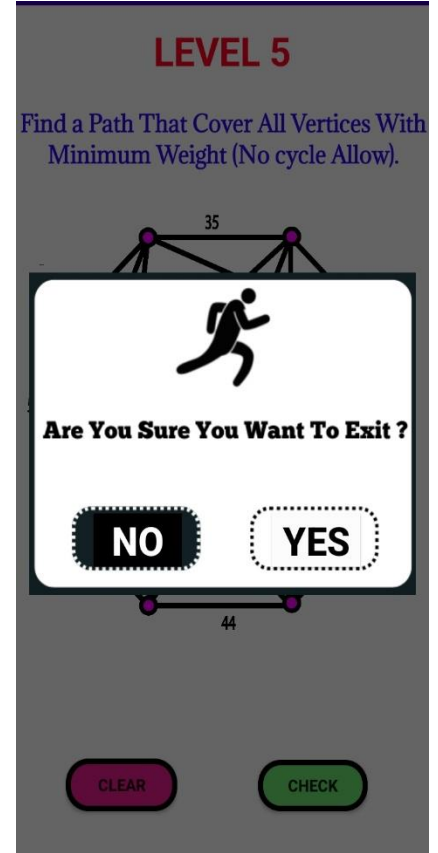 LEVEL 5
Find a Path That Cover All Vertices With
Minimum Weight (No cycle Allow).
35
Are You Sure You Want To Exit ?
NO
YES
44
CLEAR
CHECK